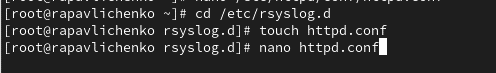 [root@rapavlichenko ~]# cd /etc/rsyslog.d
[root@rapavlichenko rsyslog.d]# touch httpd.conf
[root@rapavlichenko rsyslog.d]# nano httpd.conf